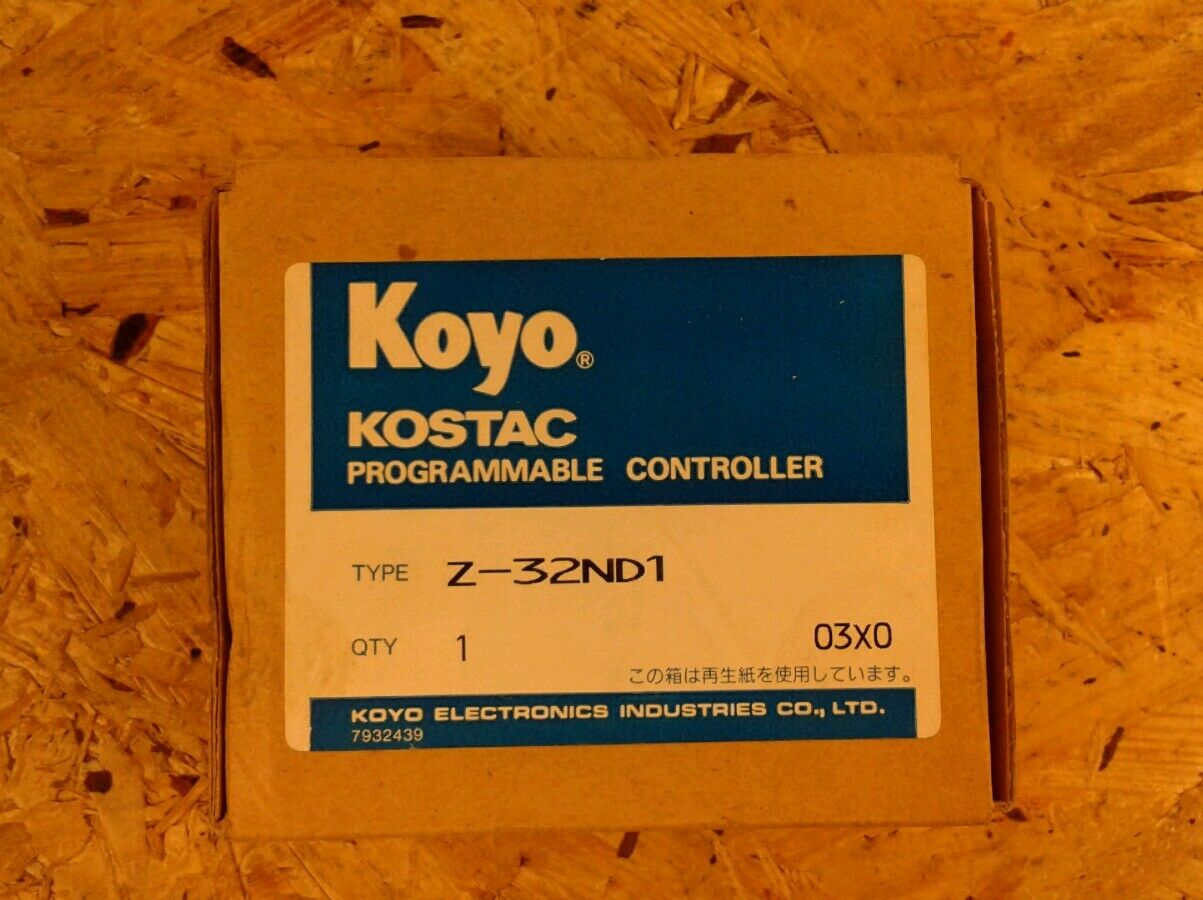 Koyo®
KOSTAC
PROGRAMMABLE CONTROLLER
TYPE Z-32ND1
QTY 1 03X0
この箱は再生紙を使用しています。
KOYO ELECTRONICS INDUSTRIES CO., LTD.
7932439